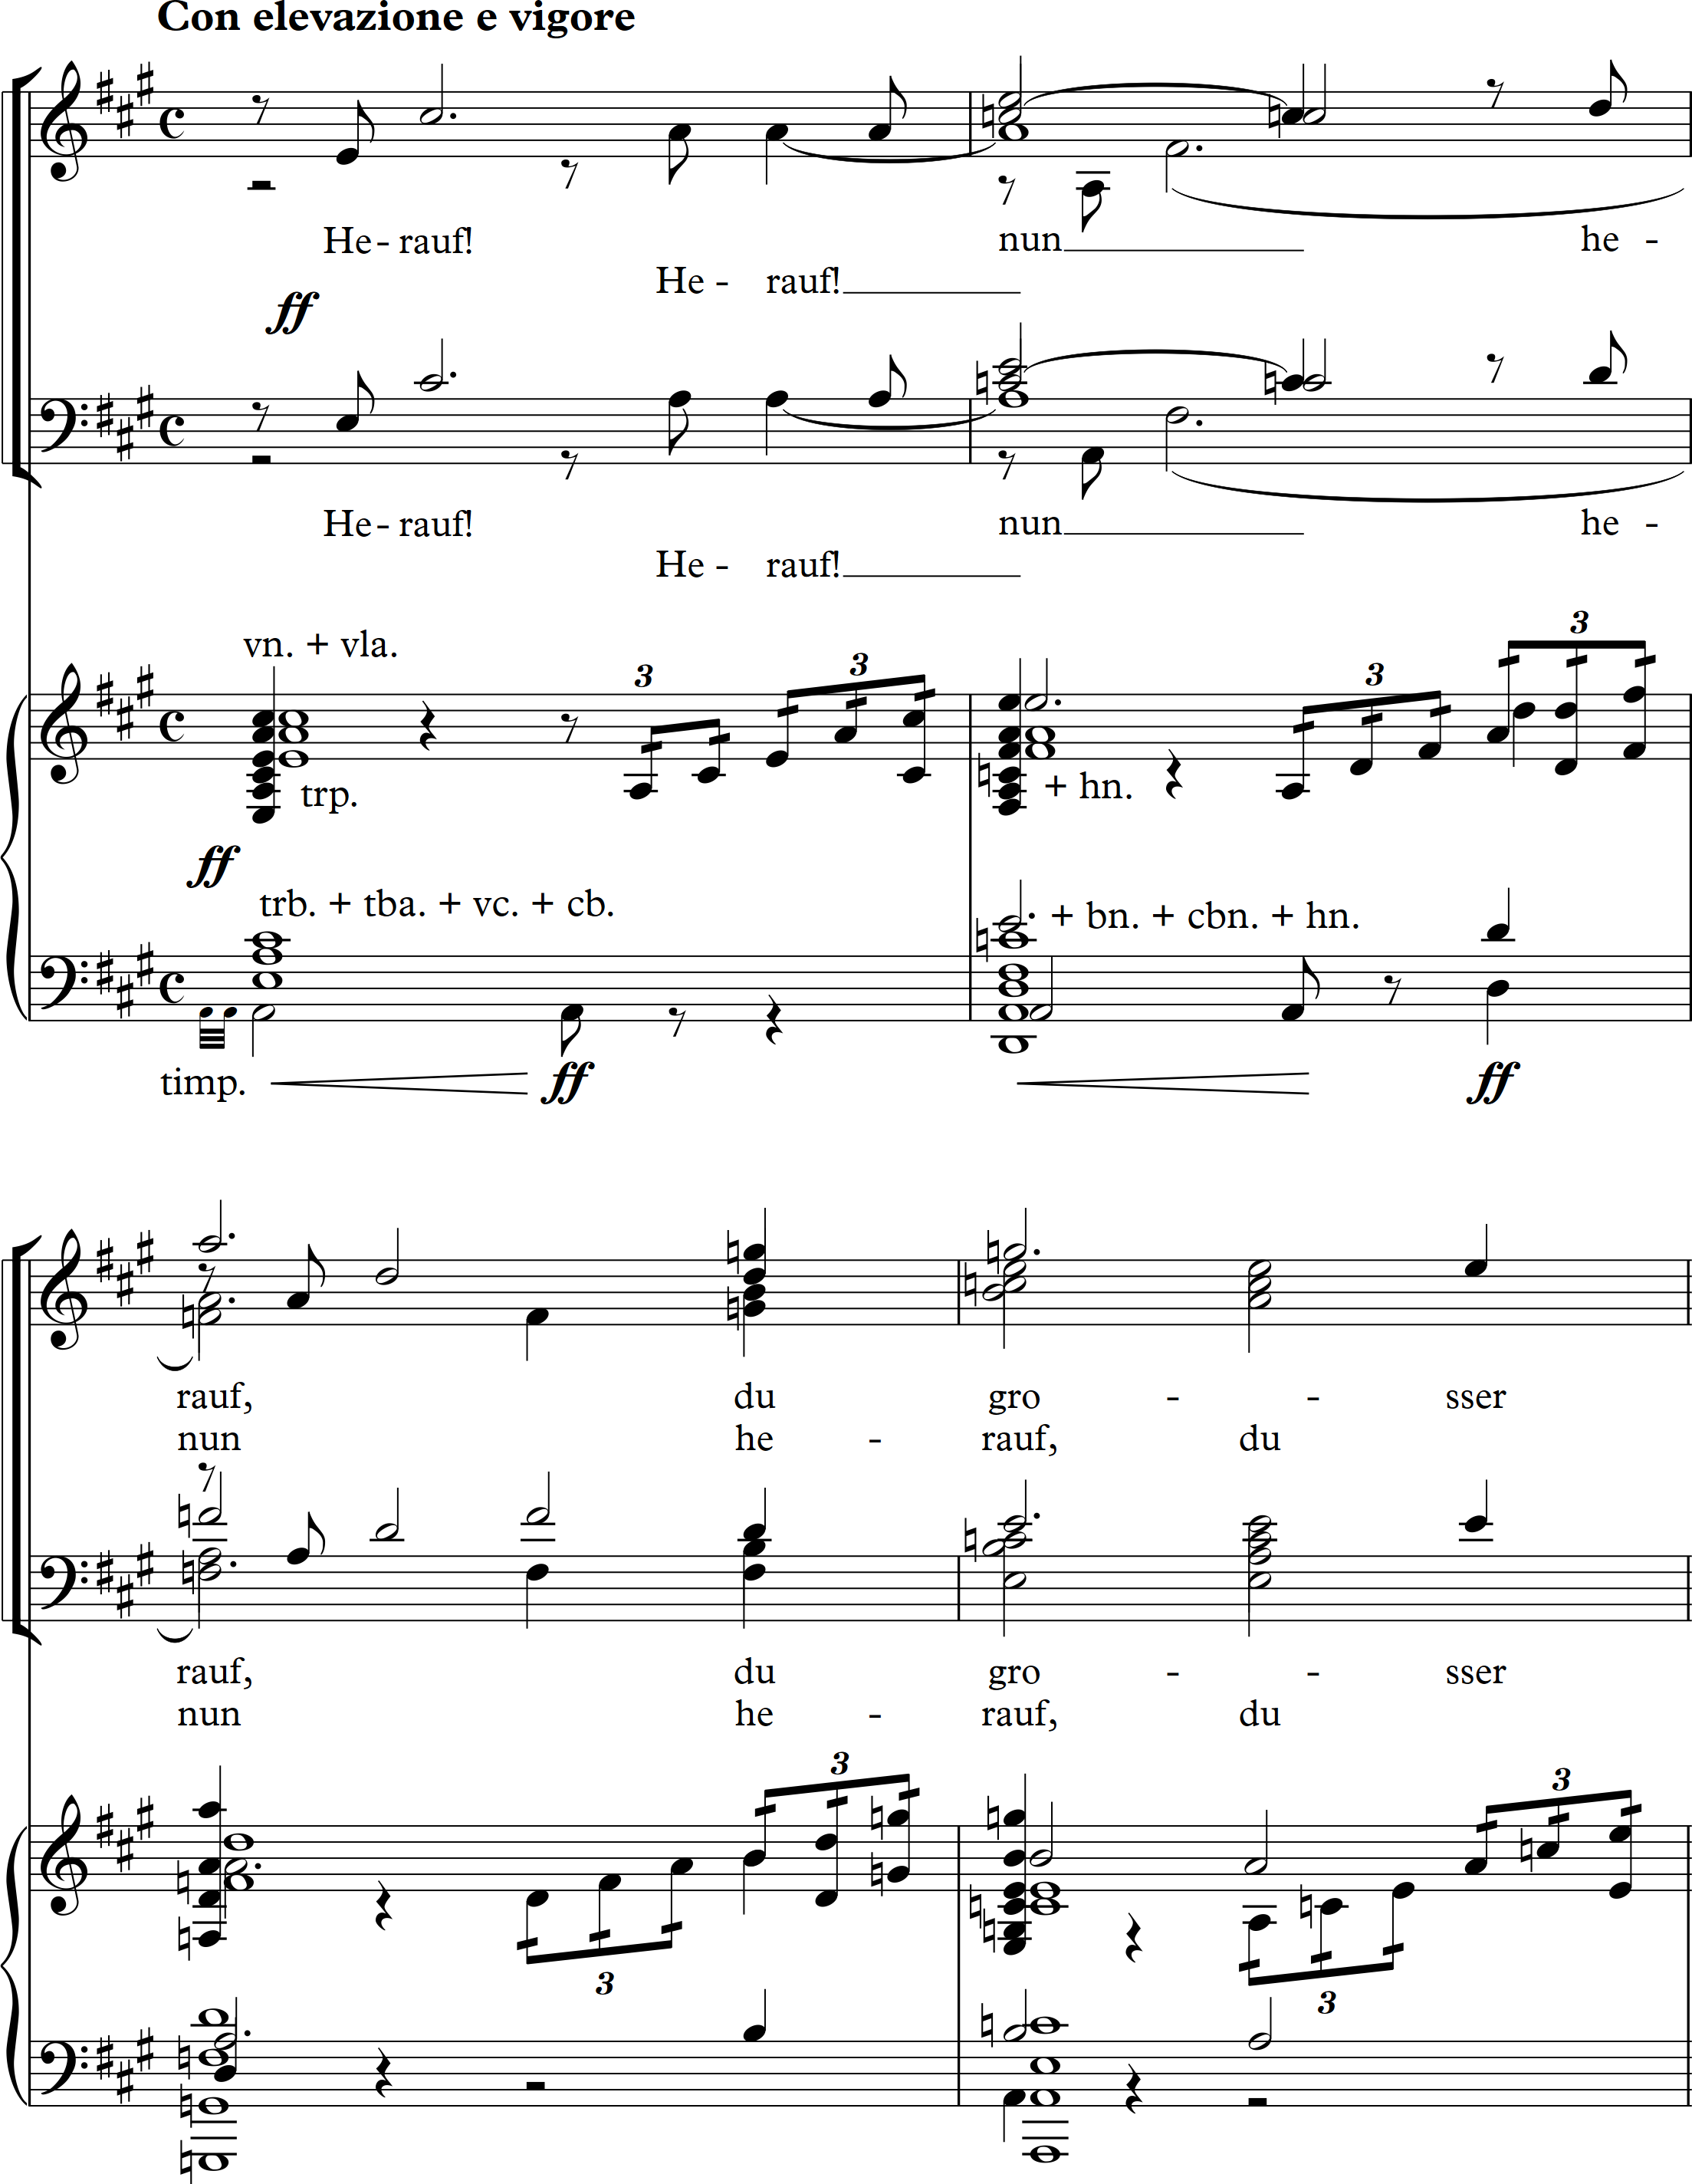 Con elevazione e vigore
He - rauf! nun he -
He - rauf!
ff
He - rauf! nun he -
He - rauf!
vn. + vla.
3 3 3 3
trp. + hn.
ff
trb. + tba. + vc. + cb. + bn. + cbn. + hn.
timp. ff ff
rauf, du gro - - sser
nun he - rauf, du
rauf, du gro - - sser
nun he - rauf, du
3 3
3 3